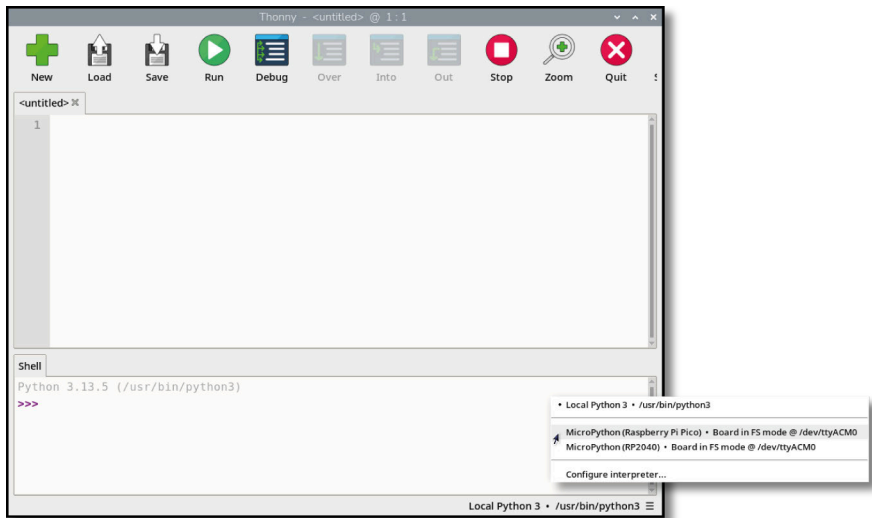 Thonny - <untitled> @ 1:1
New Load Save Run Debug Over Into Out Stop Zoom Quit
<untitled>
1
Shell
Python 3.13.5 (/usr/bin/python3)
>>>
• Local Python 3 • /usr/bin/python3
MicroPython (Raspberry Pi Pico) • Board in FS mode @ /dev/ttyACM0
MicroPython (RP2040) • Board in FS mode @ /dev/ttyACM0
Configure interpreter...
Local Python 3 • /usr/bin/python3 ☰